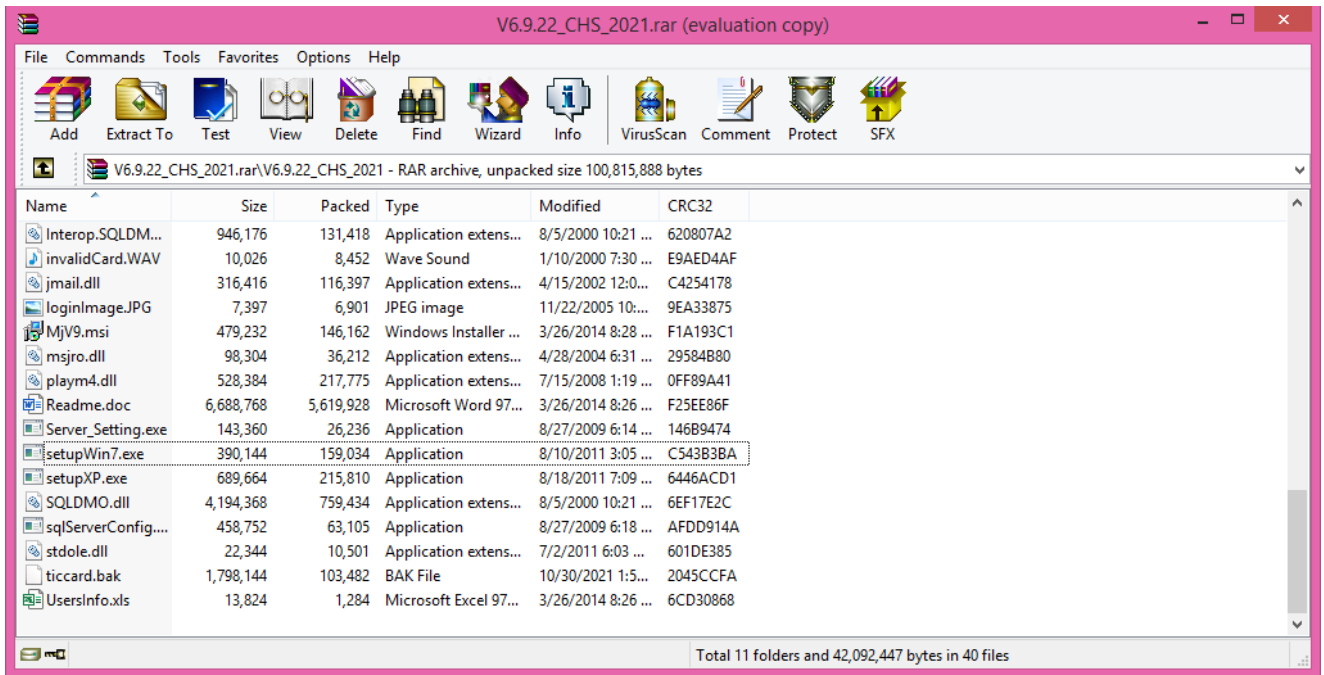 V6.9.22_CHS_2021.rar (evaluation copy)
File Commands Tools Favorites Options Help
Add Extract To Test View Delete Find Wizard Info VirusScan Comment Protect SFX
V6.9.22_CHS_2021.rar\V6.9.22_CHS_2021 - RAR archive, unpacked size 100,815,888 bytes
Name Size Packed Type Modified CRC32
Interop.SQLDM... 946,176 131,418 Application extens... 8/5/2000 10:21 ... 620807A2
invalidCard.WAV 10,026 8,452 Wave Sound 1/10/2000 7:30 ... E9AED4AF
jmail.dll 316,416 116,397 Application extens... 4/15/2002 12:0... C4254178
loginImage.JPG 7,397 6,901 JPEG image 11/22/2005 10:... 9EA33875
MjV9.msi 479,232 146,162 Windows Installer ... 3/26/2014 8:28 ... F1A193C1
msjro.dll 98,304 36,212 Application extens... 4/28/2004 6:31 ... 29584B80
playm4.dll 528,384 217,775 Application extens... 7/15/2008 1:19 ... 0FF89A41
Readme.doc 6,688,768 5,619,928 Microsoft Word 97... 3/26/2014 8:26 ... F25EE86F
Server_Setting.exe 143,360 26,236 Application 8/27/2009 6:14 ... 146B9474
setupWin7.exe 390,144 159,034 Application 8/10/2011 3:05 ... C543B3BA
setupXP.exe 689,664 215,810 Application 8/18/2011 7:09 ... 6446ACD1
SQLDMO.dll 4,194,368 759,434 Application extens... 8/5/2000 10:21 ... 6EF17E2C
sqlServerConfig.... 458,752 63,105 Application 8/27/2009 6:18 ... AFDD914A
stdole.dll 22,344 10,501 Application extens... 7/2/2011 6:03 ... 601DE385
ticcard.bak 1,798,144 103,482 BAK File 10/30/2021 1:5... 2045CCFA
UsersInfo.xls 13,824 1,284 Microsoft Excel 97... 3/26/2014 8:26 ... 6CD30868
Total 11 folders and 42,092,447 bytes in 40 files